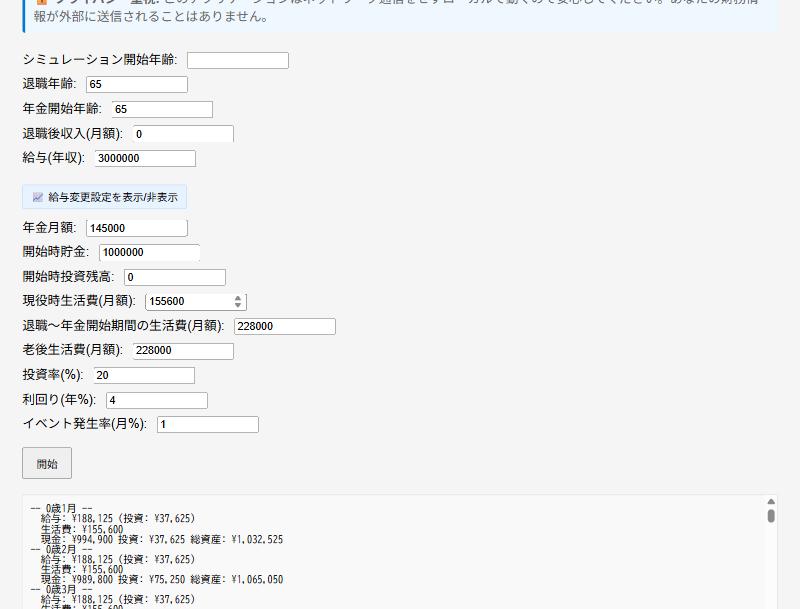 報が外部に送信されることはありません。
シミュレーション開始年齢:
退職年齢: 65
年金開始年齢: 65
退職後収入(月額): 0
給与(年収): 3000000
給与変更設定を表示/非表示
年金月額: 145000
開始時貯金: 1000000
開始時投資残高: 0
現役時生活費(月額): 155600
退職～年金開始期間の生活費(月額): 228000
老後生活費(月額): 228000
投資率(%): 20
利回り(年%): 4
イベント発生率(月%): 1
開始
-- 0歳1月 --
給与: ¥188,125 (投資: ¥37,625)
生活費: ¥155,600
現金: ¥994,900 投資: ¥37,625 総資産: ¥1,032,525
-- 0歳2月 --
給与: ¥188,125 (投資: ¥37,625)
生活費: ¥155,600
現金: ¥989,800 投資: ¥75,250 総資産: ¥1,065,050
-- 0歳3月 --
給与: ¥188,125 (投資: ¥37,625)
生活費: ¥155,600